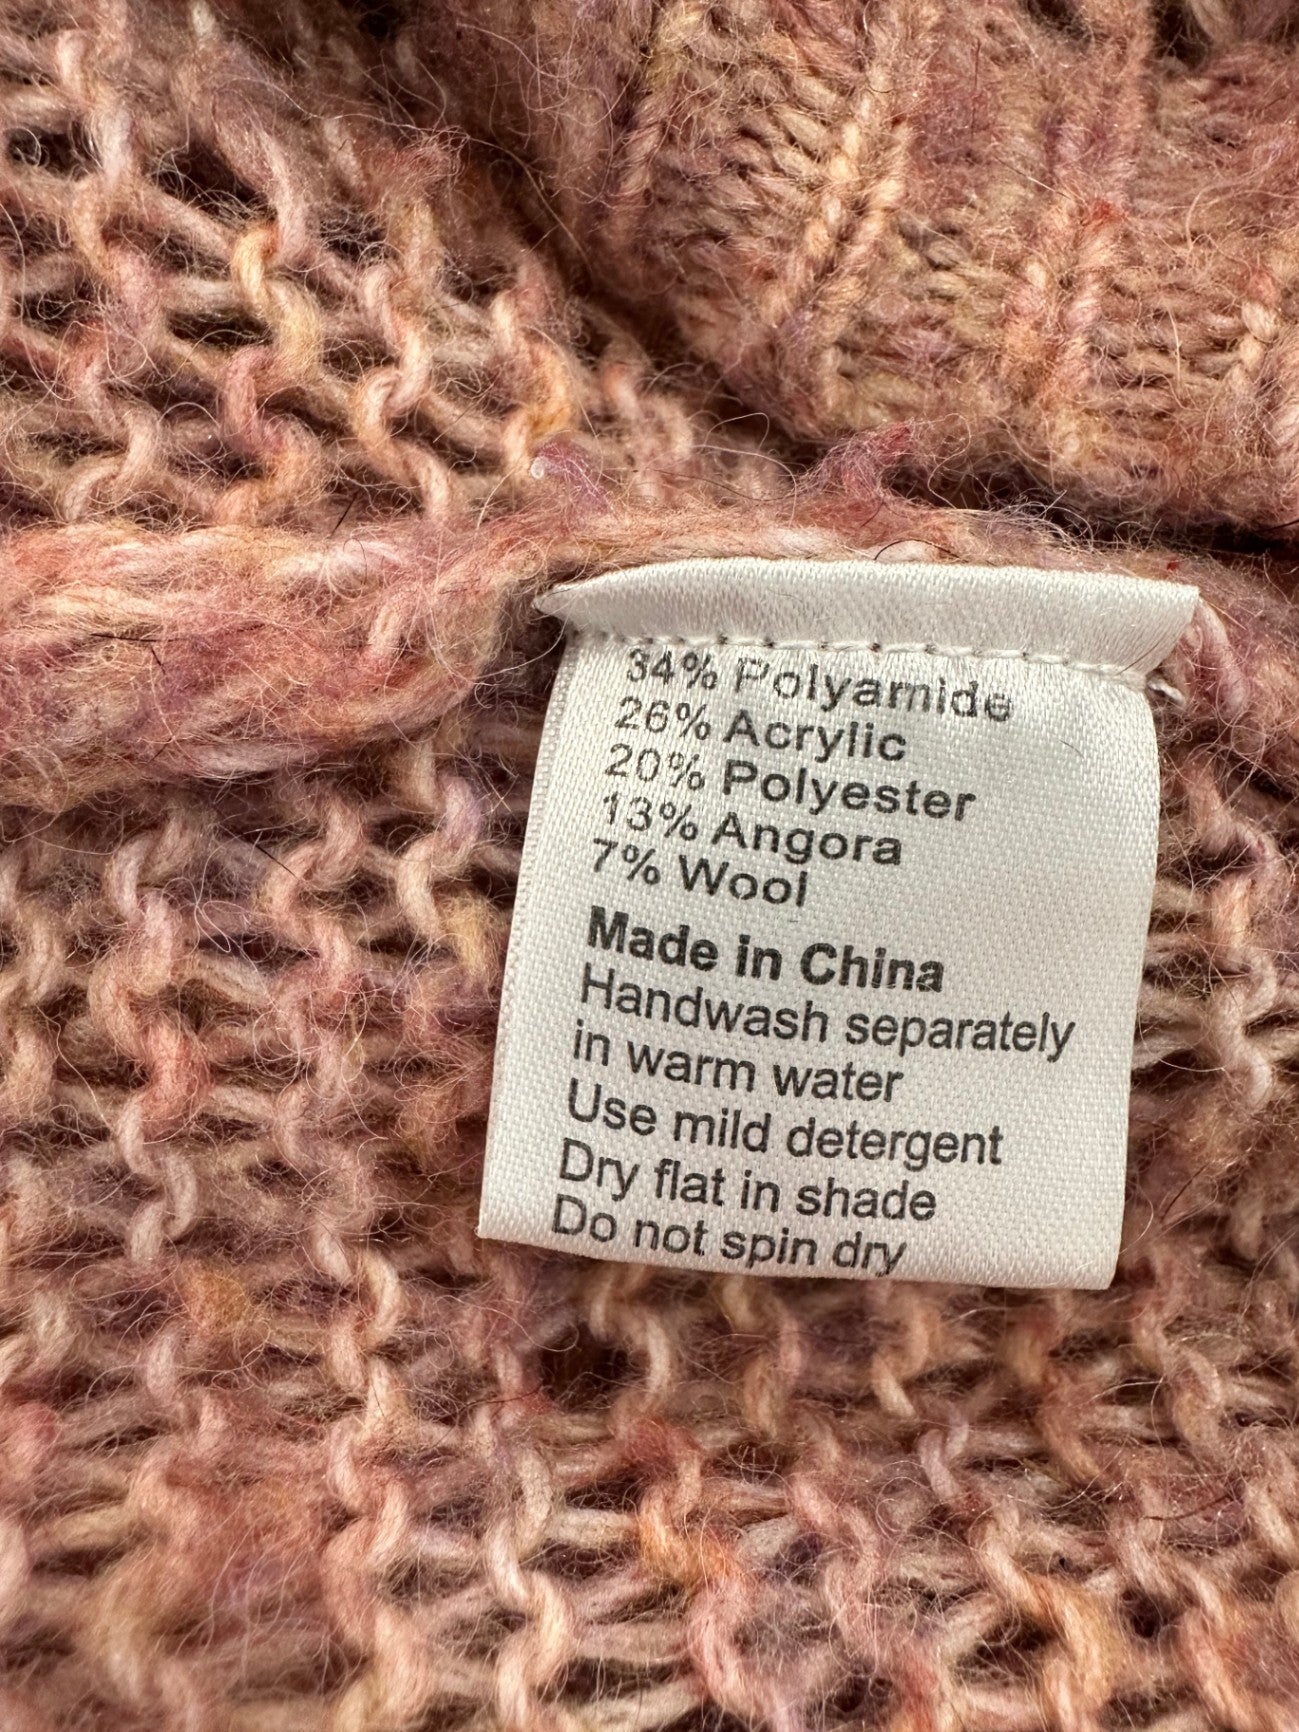 34% Polyamide
26% Acrylic
20% Polyester
13% Angora
7% Wool
Made in China
Handwash separately
in warm water
Use mild detergent
Dry flat in shade
Do not spin dry